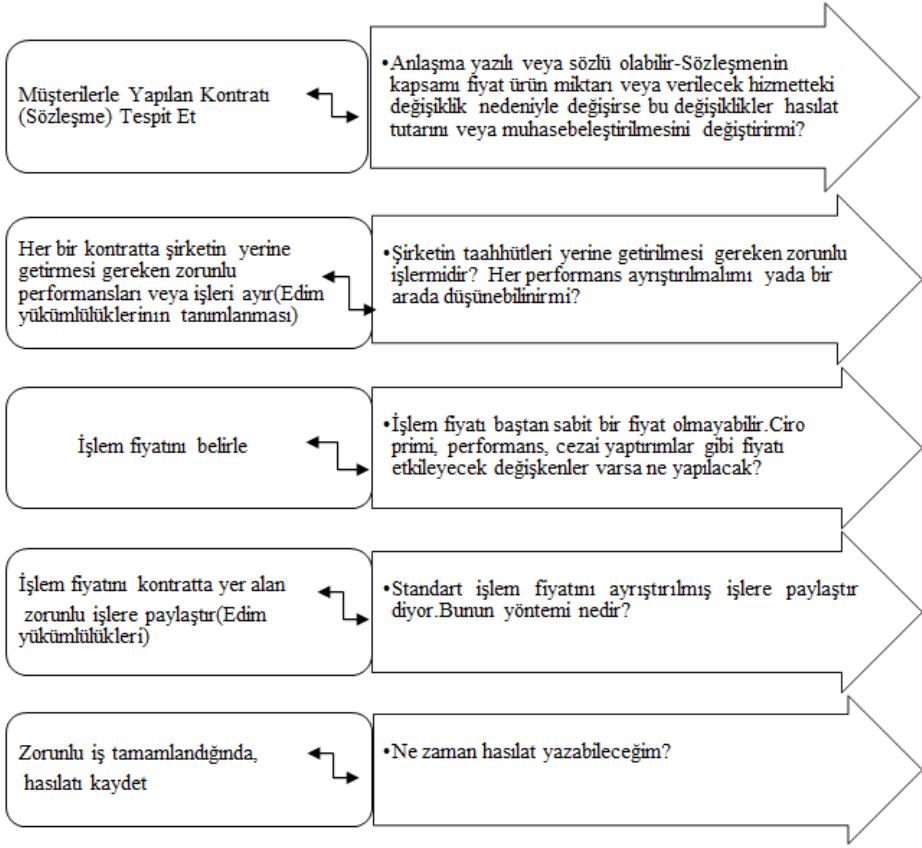 Müşterilerle Yapılan Kontratı
(Sözleşme) Tespit Et
•Anlaşma yazılı veya sözlü olabilir-Sözleşmenin
kapsamı fiyat ürün miktarı veya verilecek hizmetteki
değişiklik nedeniyle değişirse bu değişiklikler hasılat
tutarını veya muhasebeleştirilmesini değiştirirmi?
Her bir kontratta şirketin yerine
getirmesi gereken zorunlu
performansları veya işleri ayır(Edim
yükümlülüklerının tanımlanması)
•Şirketin taahhütleri yerine getirilmesi gereken zorunlu
işlermidir? Her performans ayrıştırılmalımı yada bir
arada düşünebilinirmi?
İşlem fiyatını belirle
•İşlem fiyatı baştan sabit bir fiyat olmayabilir.Ciro
primi, performans, cezai yaptırımlar gibi fiyatı
etkileyecek değişkenler varsa ne yapılacak?
İşlem fiyatını kontratta yer alan
zorunlu işlere paylaştır(Edim
yükümlülükleri)
•Standart işlem fiyatını ayrıştırılmış işlere paylaştır
diyor.Bunun yöntemi nedir?
Zorunlu iş tamamlandığında,
hasılatı kaydet
•Ne zaman hasılat yazabileceğim?